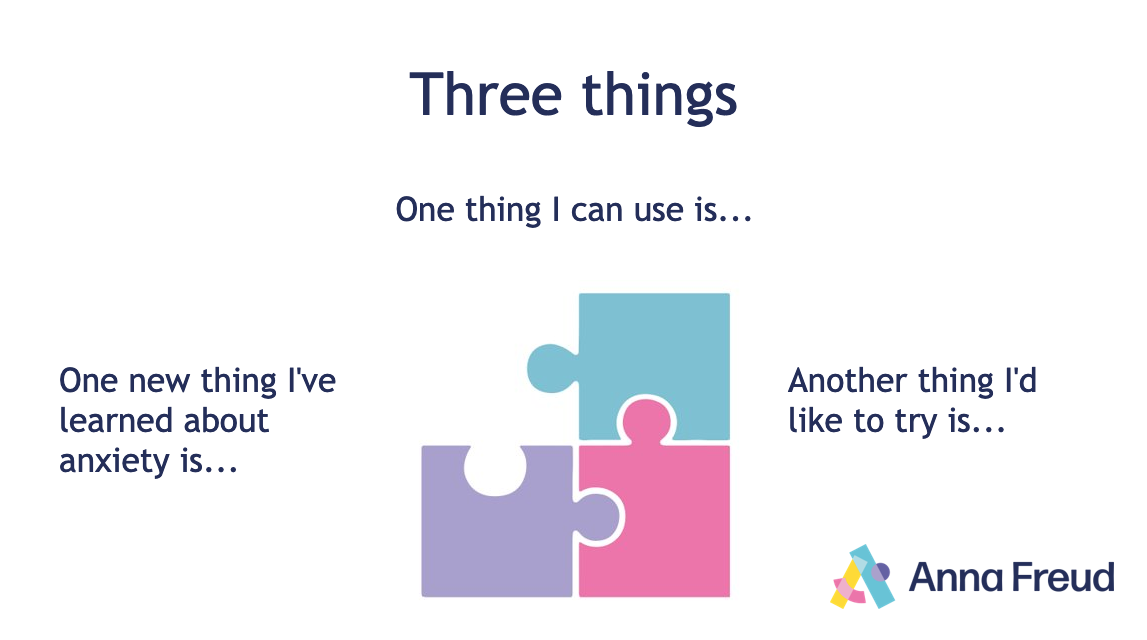 Three things
One thing I can use is...
One new thing I've
learned about
anxiety is...
Another thing I'd
like to try is...
Anna Freud